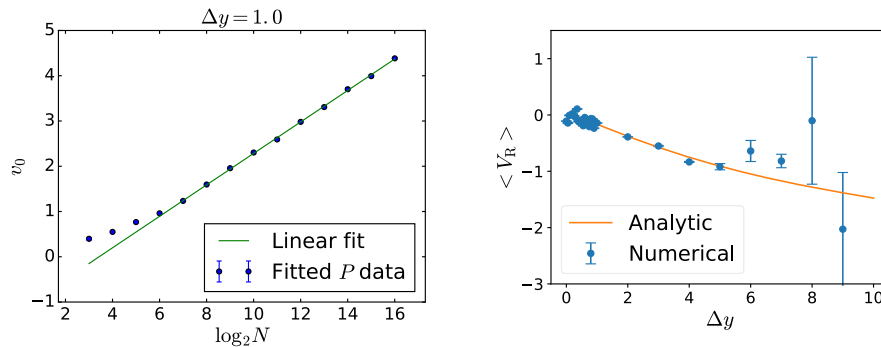 Δy = 1.0
5
4
3
2
1
0
−1
v₀
2 4 6 8 10 12 14 16
log₂N
Linear fit
Fitted P data
1
0
−1
−2
−3
< V_R >
0 2 4 6 8 10
Δy
Analytic
Numerical